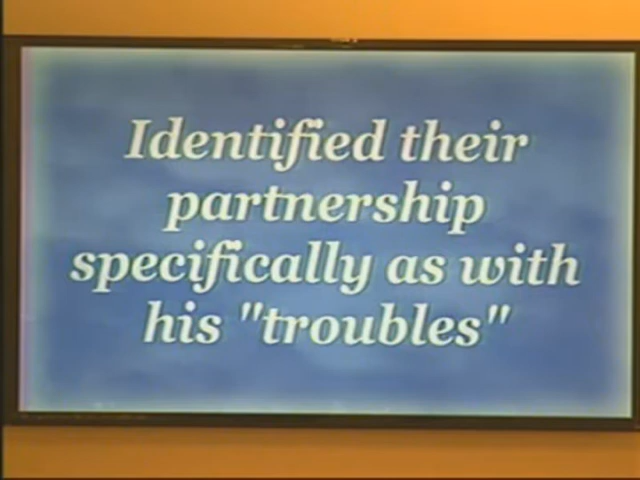 Identified their
partnership
specifically as with
his "troubles"